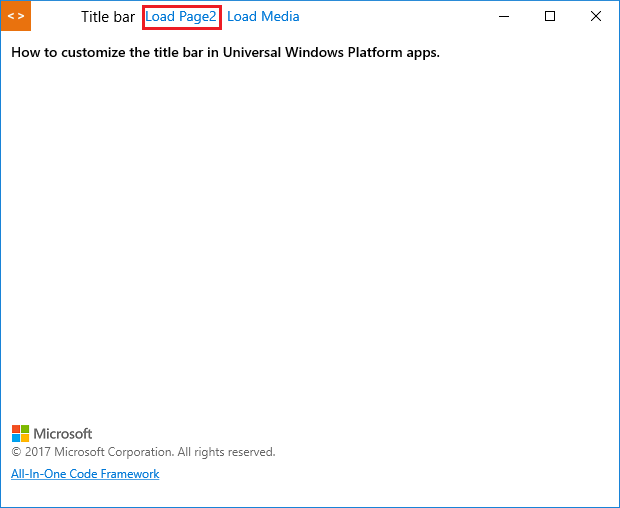 < > Title bar Load Page2 Load Media
How to customize the title bar in Universal Windows Platform apps.
Microsoft
© 2017 Microsoft Corporation. All rights reserved.
All-In-One Code Framework